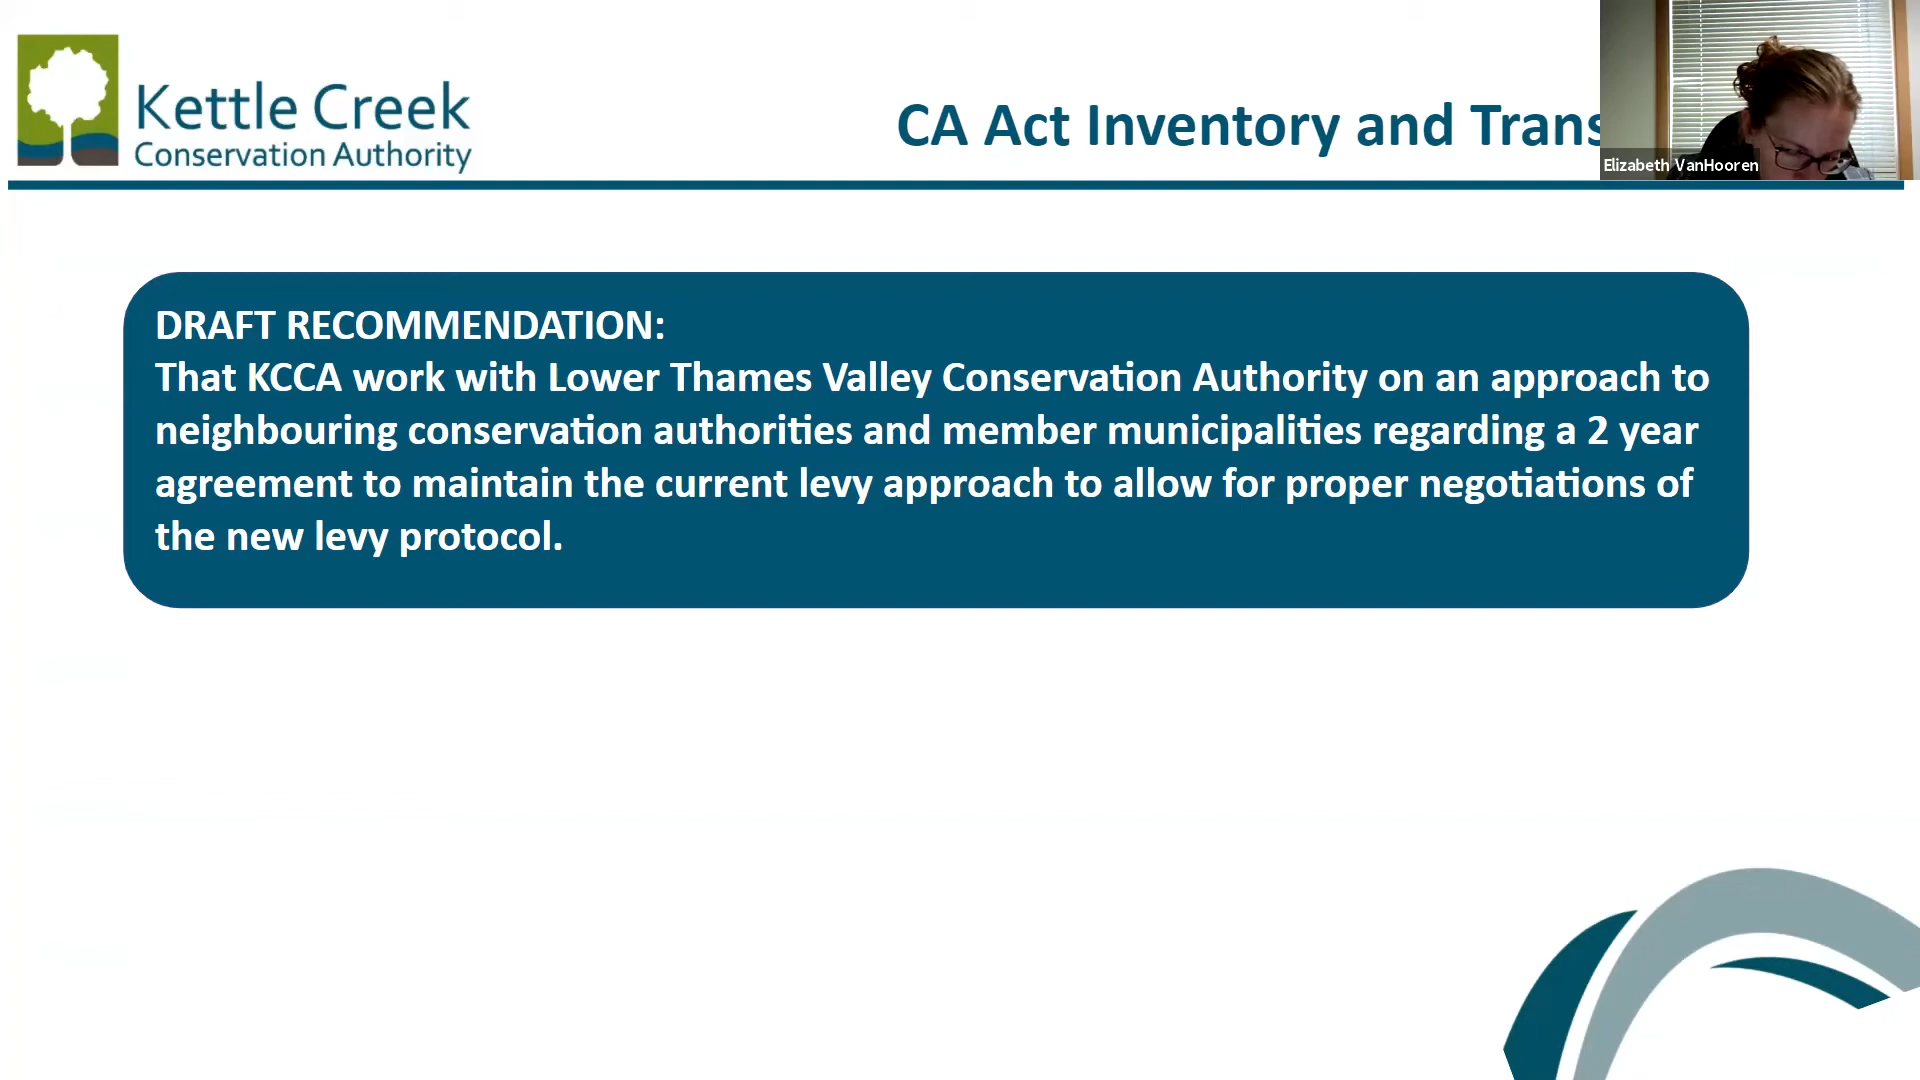 Kettle Creek
Conservation Authority
CA Act Inventory and Trans
Elizabeth VanHooren
DRAFT RECOMMENDATION:
That KCCA work with Lower Thames Valley Conservation Authority on an approach to
neighbouring conservation authorities and member municipalities regarding a 2 year
agreement to maintain the current levy approach to allow for proper negotiations of
the new levy protocol.